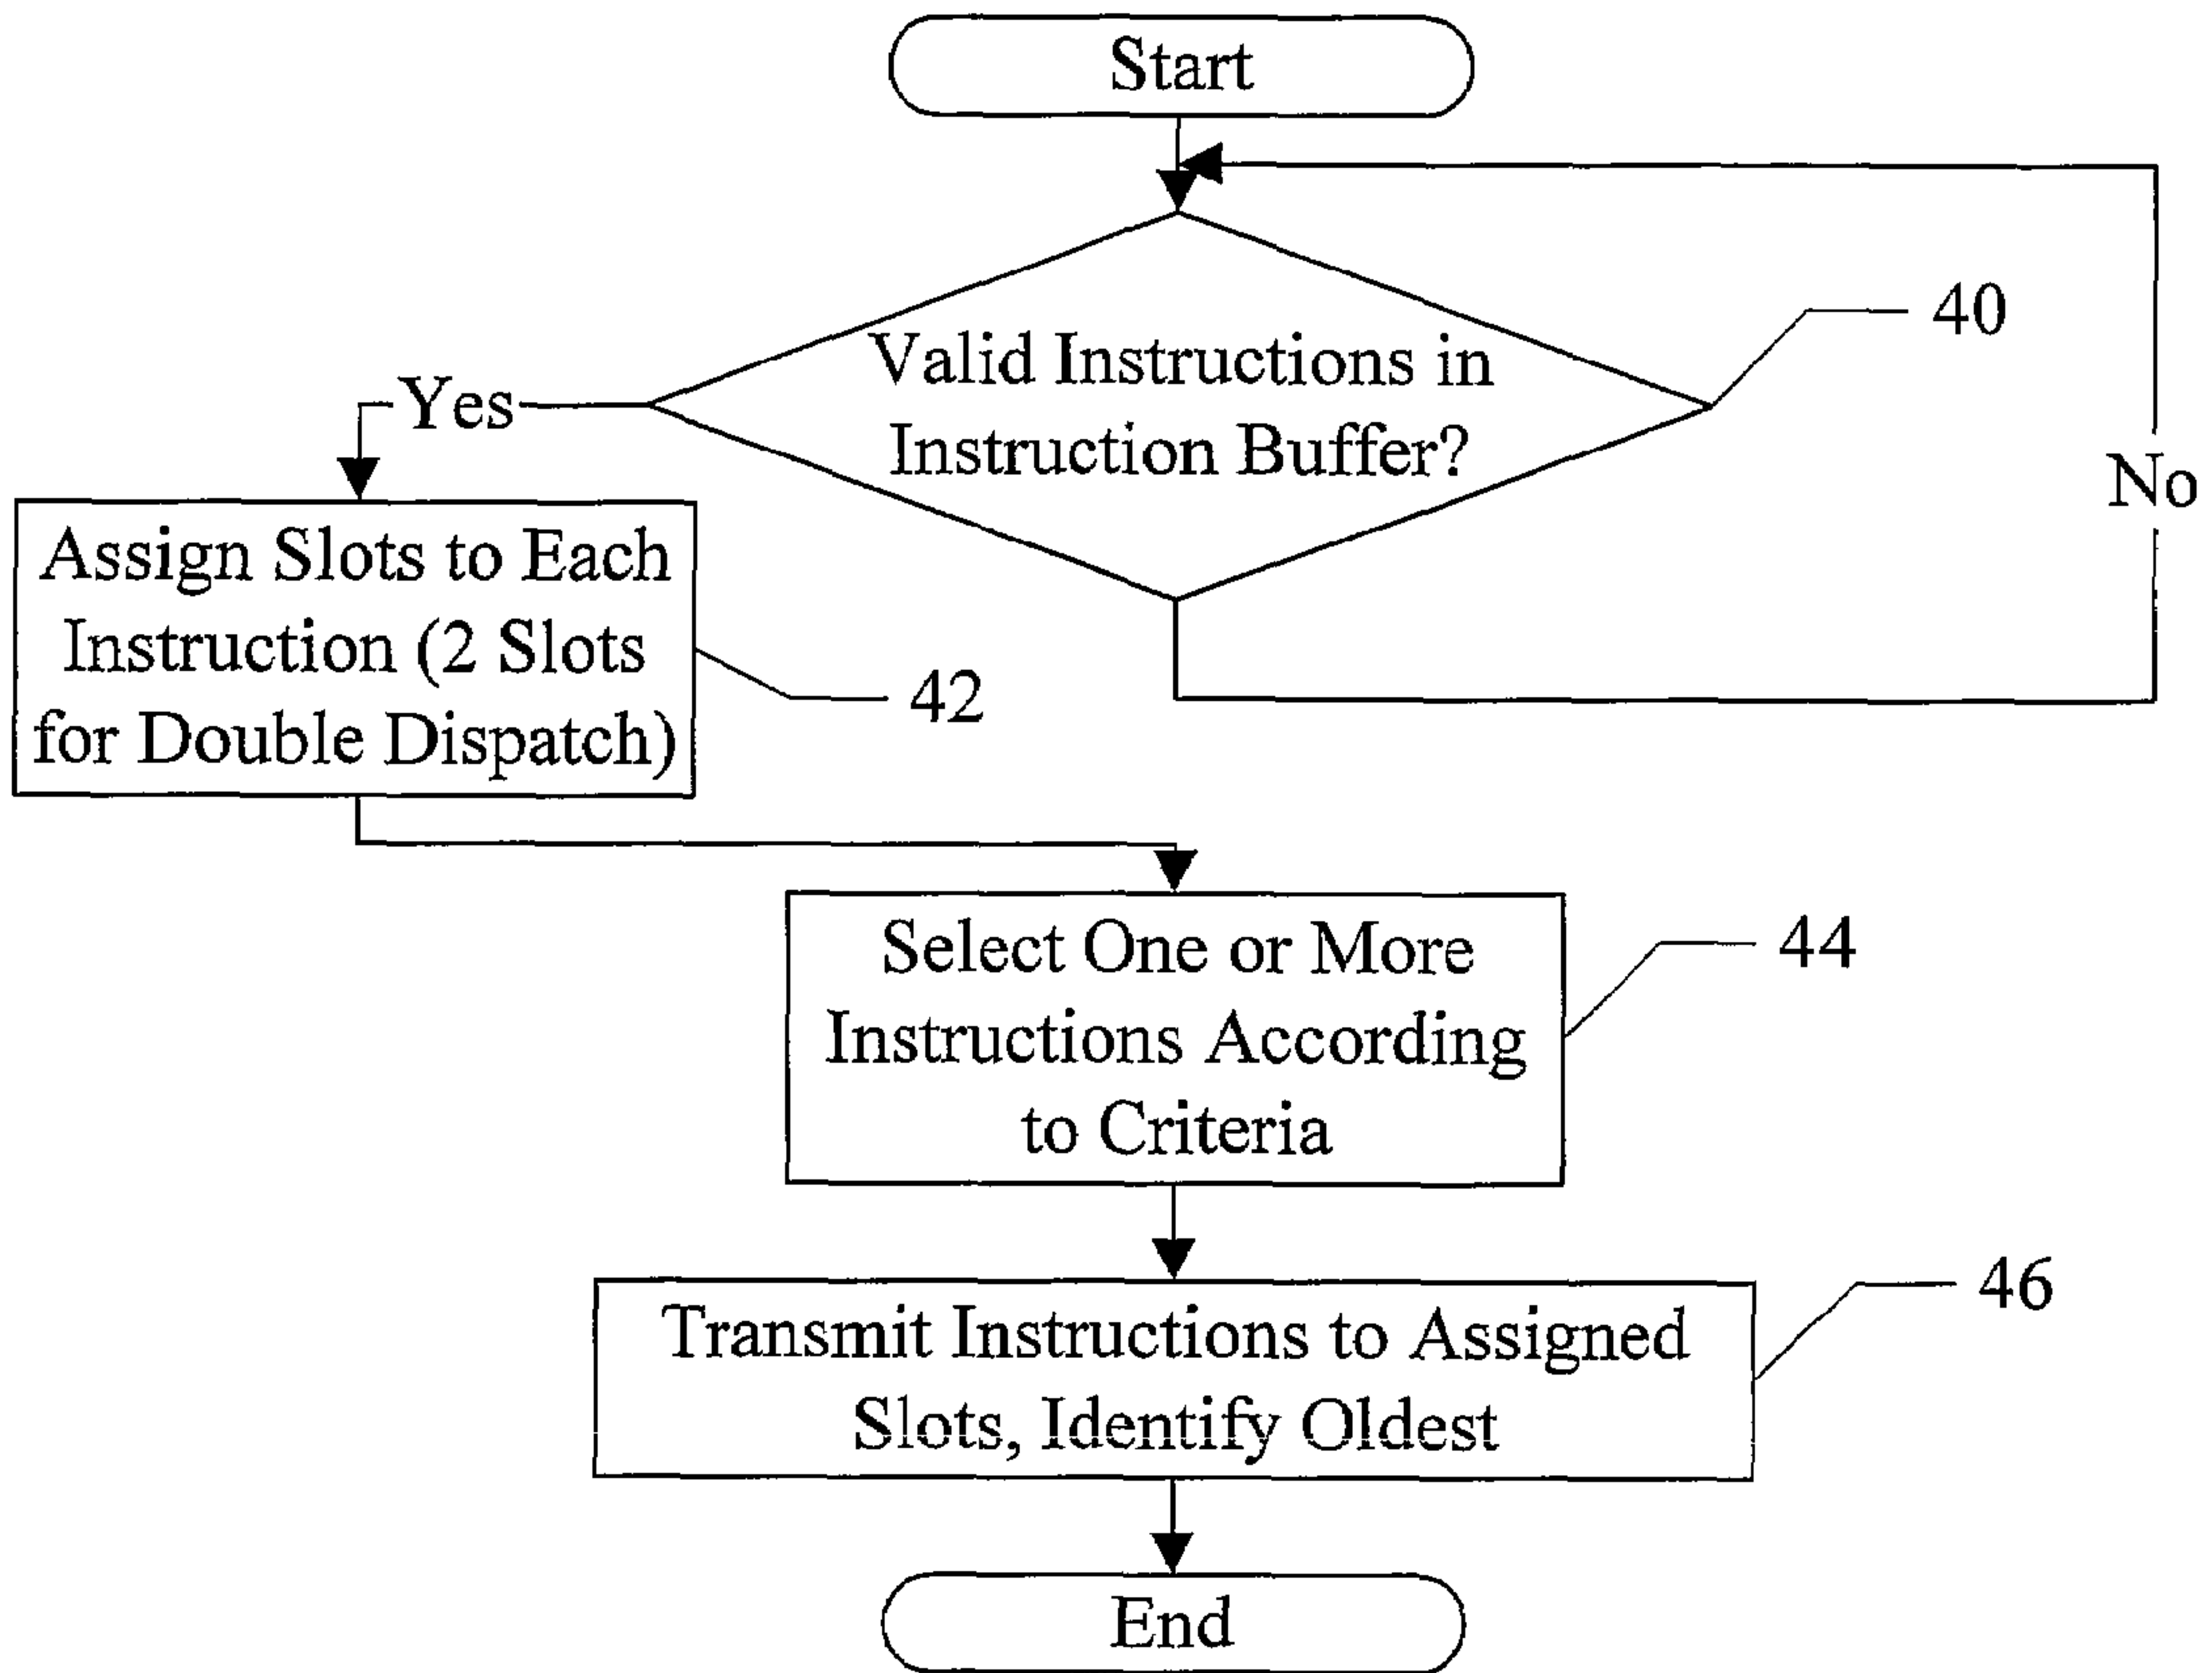 Start
Valid Instructions in
Instruction Buffer?
40
Yes
No
Assign Slots to Each
Instruction (2 Slots
for Double Dispatch)
42
Select One or More
Instructions According
to Criteria
44
Transmit Instructions to Assigned
Slots, Identify Oldest
46
End